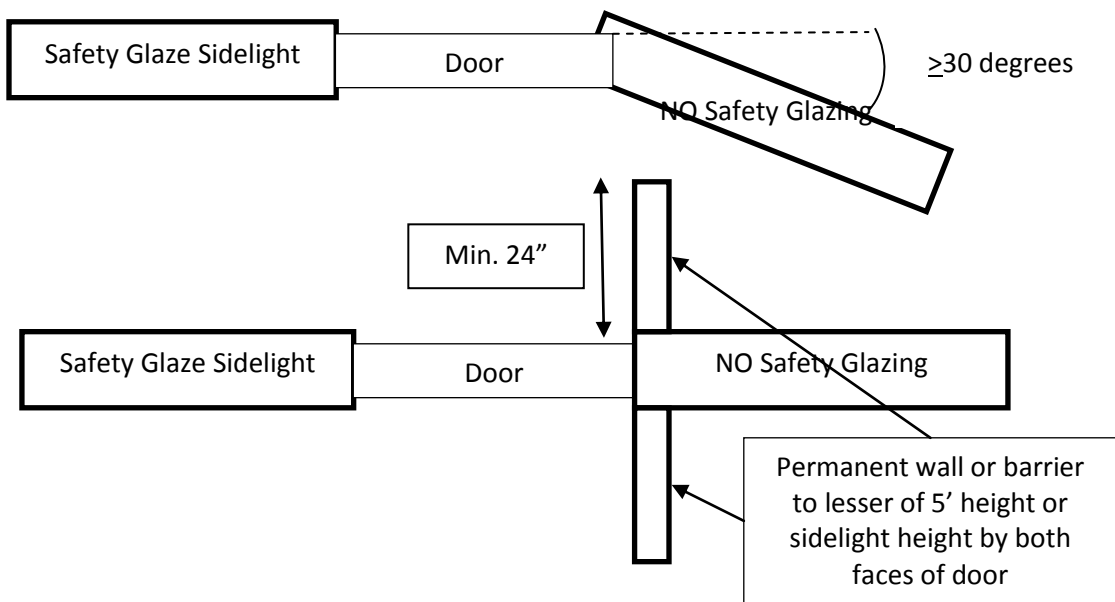 Safety Glaze Sidelight
Door
≥30 degrees
NO Safety Glazing
Min. 24”
Safety Glaze Sidelight
Door
NO Safety Glazing
Permanent wall or barrier
to lesser of 5’ height or
sidelight height by both
faces of door